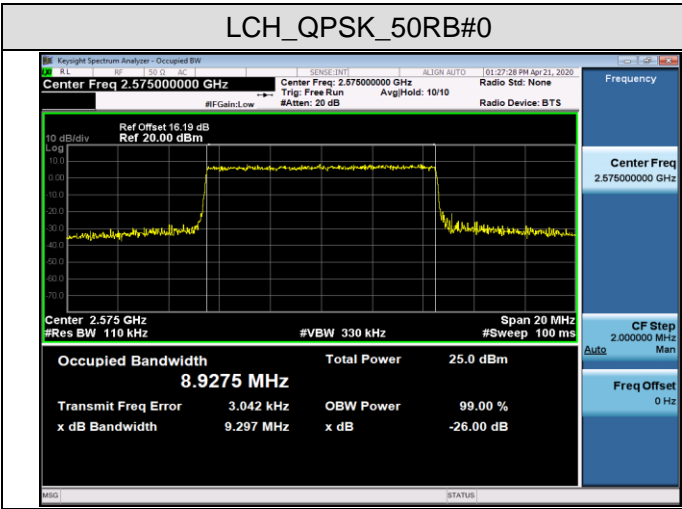 LCH_QPSK_50RB#0
Keysight Spectrum Analyzer - Occupied BW
RL RF 50 Ω AC SENSE:INT ALIGN AUTO 01:27:28 PM Apr 21, 2020
Center Freq 2.575000000 GHz Center Freq: 2.575000000 GHz Radio Std: None
Trig: Free Run Avg|Hold: 10/10
#IFGain:Low #Atten: 20 dB Radio Device: BTS
Frequency
Ref Offset 16.19 dB
10 dB/div Ref 20.00 dBm
Log
10.0
0.00
-10.0
-20.0
-30.0
-40.0
-50.0
-60.0
-70.0
Center 2.575 GHz Span 20 MHz
#Res BW 110 kHz #VBW 330 kHz #Sweep 100 ms
Center Freq
2.575000000 GHz
CF Step
2.000000 MHz
Auto Man
Freq Offset
0 Hz
Occupied Bandwidth Total Power 25.0 dBm
8.9275 MHz
Transmit Freq Error 3.042 kHz OBW Power 99.00 %
x dB Bandwidth 9.297 MHz x dB -26.00 dB
MSG STATUS